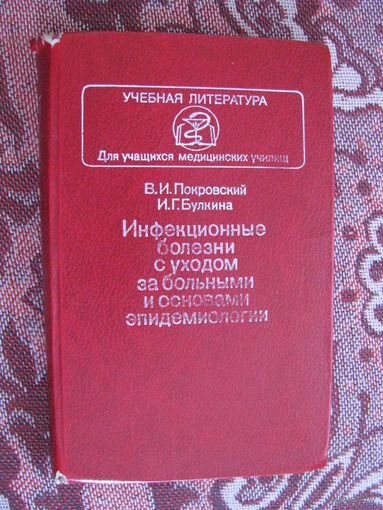 УЧЕБНАЯ ЛИТЕРАТУРА
Для учащихся медицинских училищ
В.И.Покровский
И.Г.Булкина
Инфекционные
болезни
с уходом
за больными
и основами
эпидемиологии